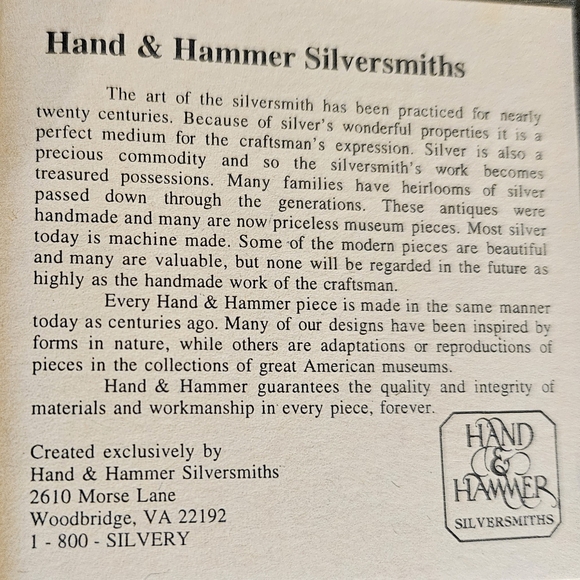 Hand & Hammer Silversmiths
The art of the silversmith has been practiced for nearly
twenty centuries. Because of silver's wonderful properties it is a
perfect medium for the craftsman's expression. Silver is also a
precious commodity and so the silversmith's work becomes
treasured possessions. Many families have heirlooms of silver
passed down through the generations. These antiques were
handmade and many are now priceless museum pieces. Most silver
today is machine made. Some of the modern pieces are beautiful
and many are valuable, but none will be regarded in the future as
highly as the handmade work of the craftsman.
Every Hand & Hammer piece is made in the same manner
today as centuries ago. Many of our designs have been inspired by
forms in nature, while others are adaptations or reproductions of
pieces in the collections of great American museums.
Hand & Hammer guarantees the quality and integrity of
materials and workmanship in every piece, forever.
Created exclusively by
Hand & Hammer Silversmiths
2610 Morse Lane
Woodbridge, VA 22192
1 - 800 - SILVERY
HAND
&
HAMMER
SILVERSMITHS